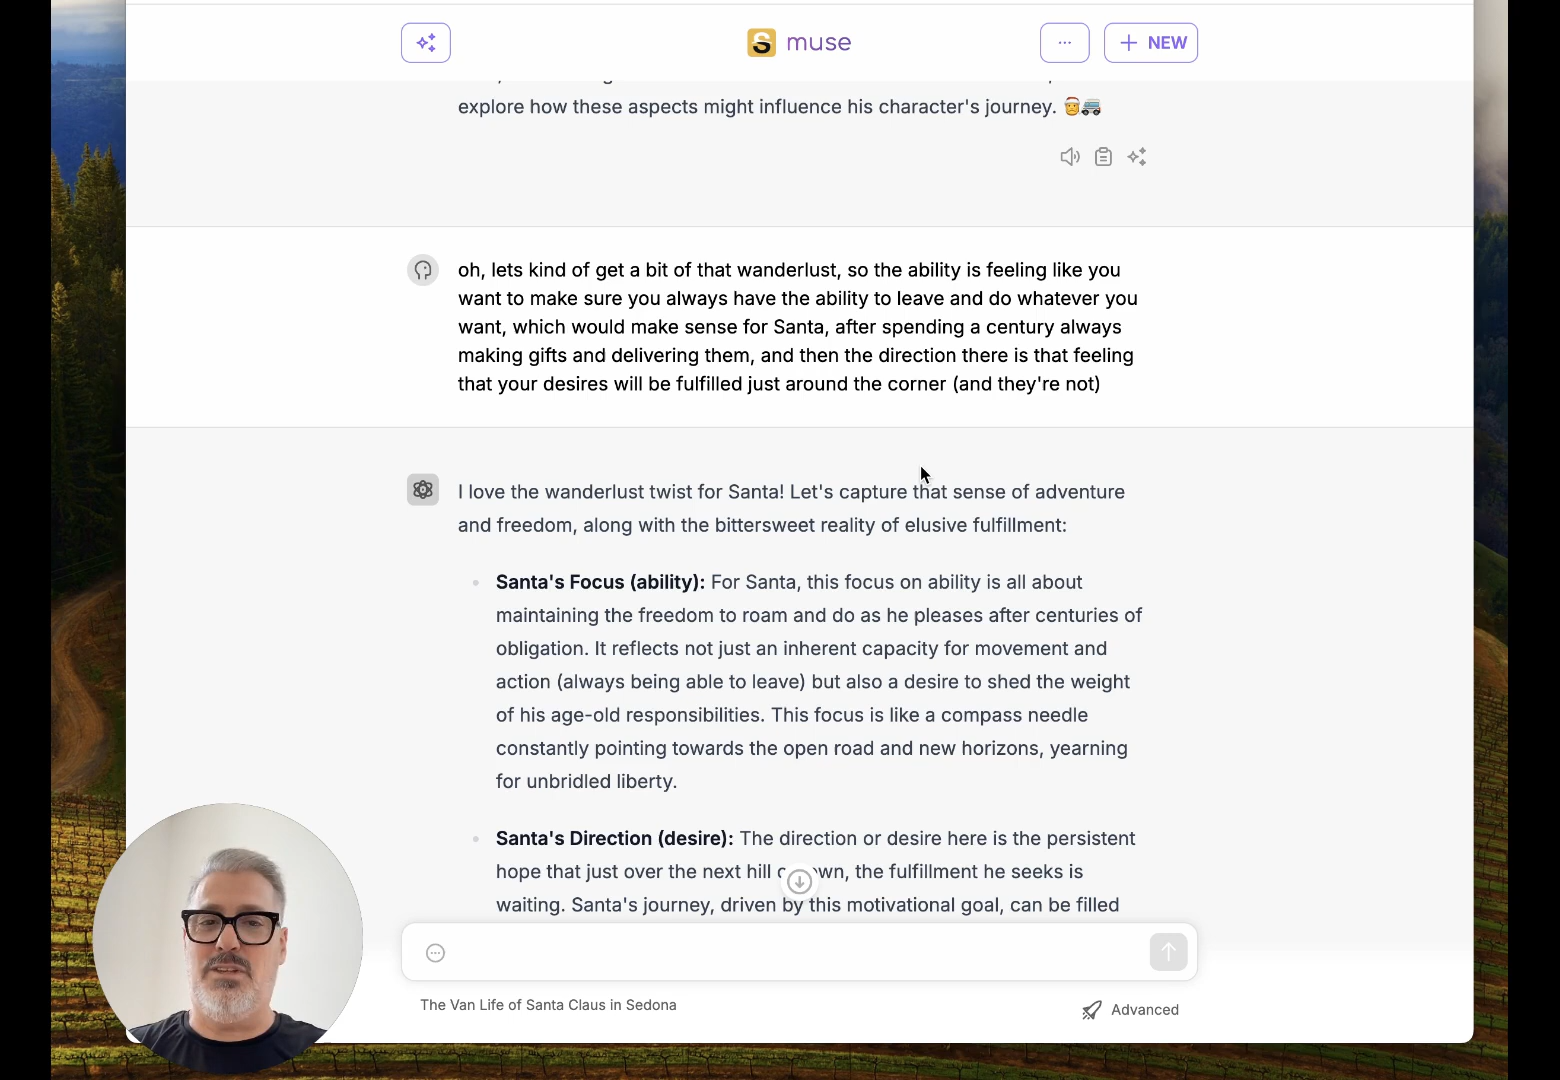 muse
...
+ NEW
explore how these aspects might influence his character's journey. 🎅🚐
oh, lets kind of get a bit of that wanderlust, so the ability is feeling like you
want to make sure you always have the ability to leave and do whatever you
want, which would make sense for Santa, after spending a century always
making gifts and delivering them, and then the direction there is that feeling
that your desires will be fulfilled just around the corner (and they're not)
I love the wanderlust twist for Santa! Let's capture that sense of adventure
and freedom, along with the bittersweet reality of elusive fulfillment:
Santa's Focus (ability): For Santa, this focus on ability is all about
maintaining the freedom to roam and do as he pleases after centuries of
obligation. It reflects not just an inherent capacity for movement and
action (always being able to leave) but also a desire to shed the weight
of his age-old responsibilities. This focus is like a compass needle
constantly pointing towards the open road and new horizons, yearning
for unbridled liberty.
Santa's Direction (desire): The direction or desire here is the persistent
hope that just over the next hill the fulfillment he seeks is
waiting. Santa's journey, driven by this motivational goal, can be filled
The Van Life of Santa Claus in Sedona
Advanced